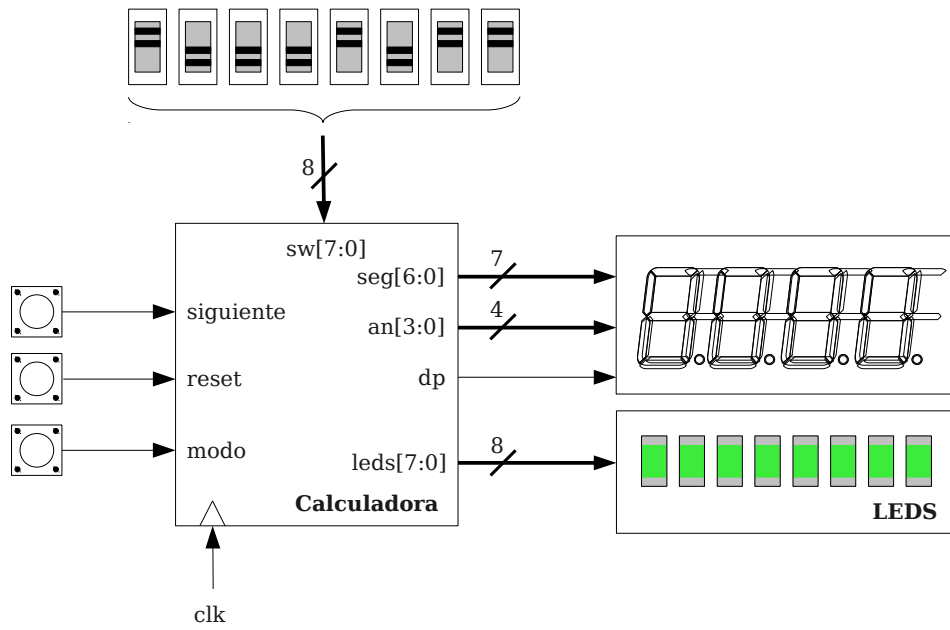 8
sw[7:0]
seg[6:0]
7
siguiente
an[3:0]
4
reset
dp
modo
leds[7:0]
8
Calculadora
LEDS
clk